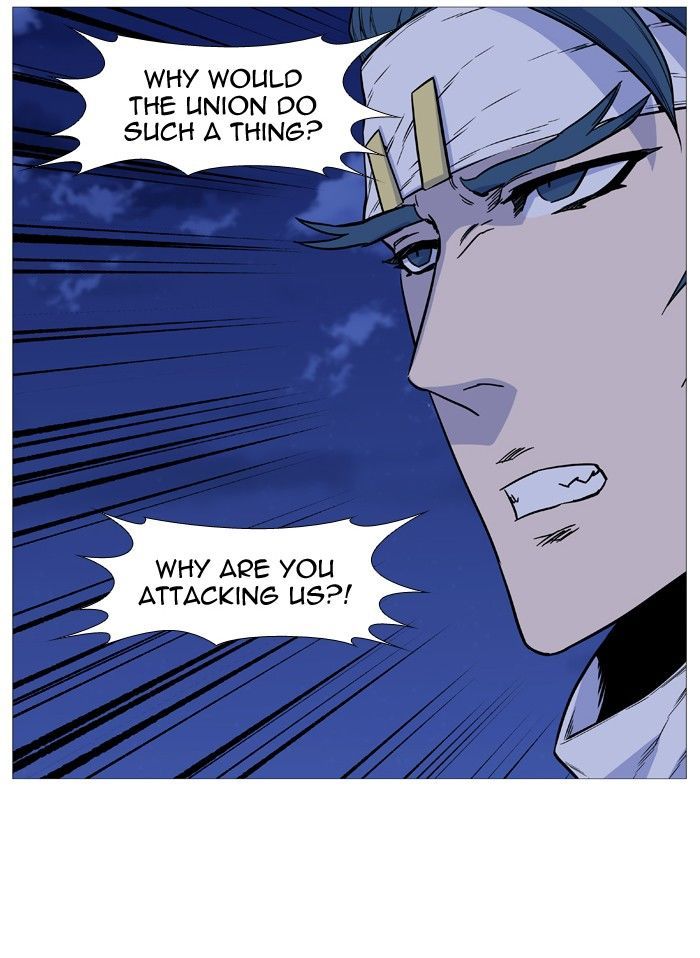 WHY WOULD
THE UNION DO
SUCH A THING?
WHY ARE YOU
ATTACKING US?!